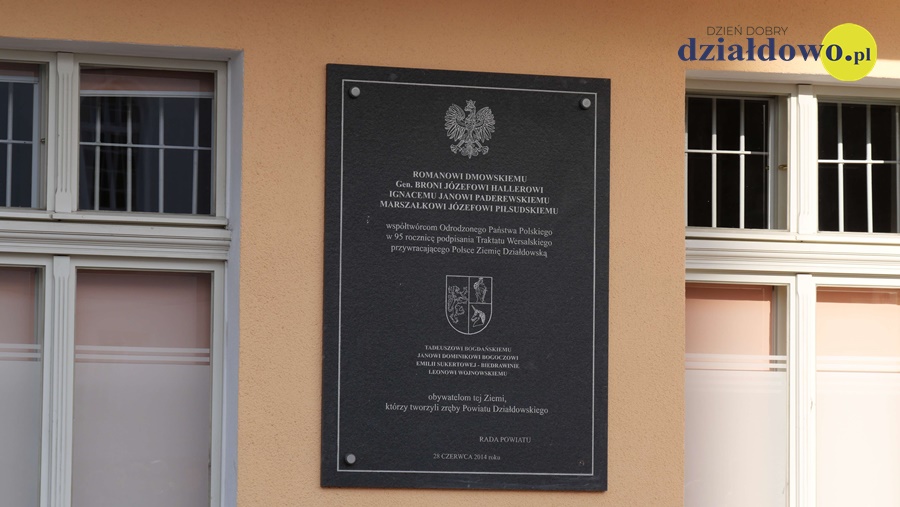 DZIEŃ DOBRY
działdowo.pl
ROMANOWI DMOWSKIEMU
Gen. BRONI JÓZEFOWI HALLEROWI
IGNACEMU JANOWI PADEREWSKIEMU
MARSZAŁKOWI JÓZEFOWI PIŁSUDSKIEMU
współtwórcom Odrodzonego Państwa Polskiego
w 95 rocznicę podpisania Traktatu Wersalskiego
przywracającego Polsce Ziemię Działdowską
TADEUSZOWI BOGDAŃSKIEMU
JANOWI DOMINIKOWI BOGOCZOWI
EMILII SUKERTOWEJ - BIEDRAWINIE
LEONOWI WOJNOWSKIEMU
obywatelom tej Ziemi,
którzy tworzyli zręby Powiatu Działdowskiego
RADA POWIATU
28 CZERWCA 2014 roku